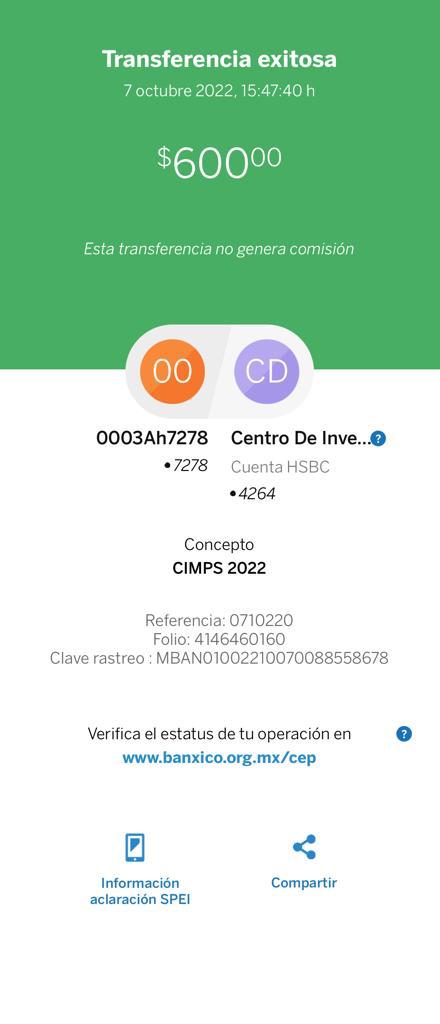 Transferencia exitosa
7 octubre 2022, 15:47:40 h
$600.00
Esta transferencia no genera comisión
00 CD
0003Ah7278
•7278
Centro De Inve...?
Cuenta HSBC
•4264
Concepto
CIMPS 2022
Referencia: 0710220
Folio: 4146460160
Clave rastreo : MBAN01002210070088558678
Verifica el estatus de tu operación en ?
www.banxico.org.mx/cep
Información
aclaración SPEI
Compartir